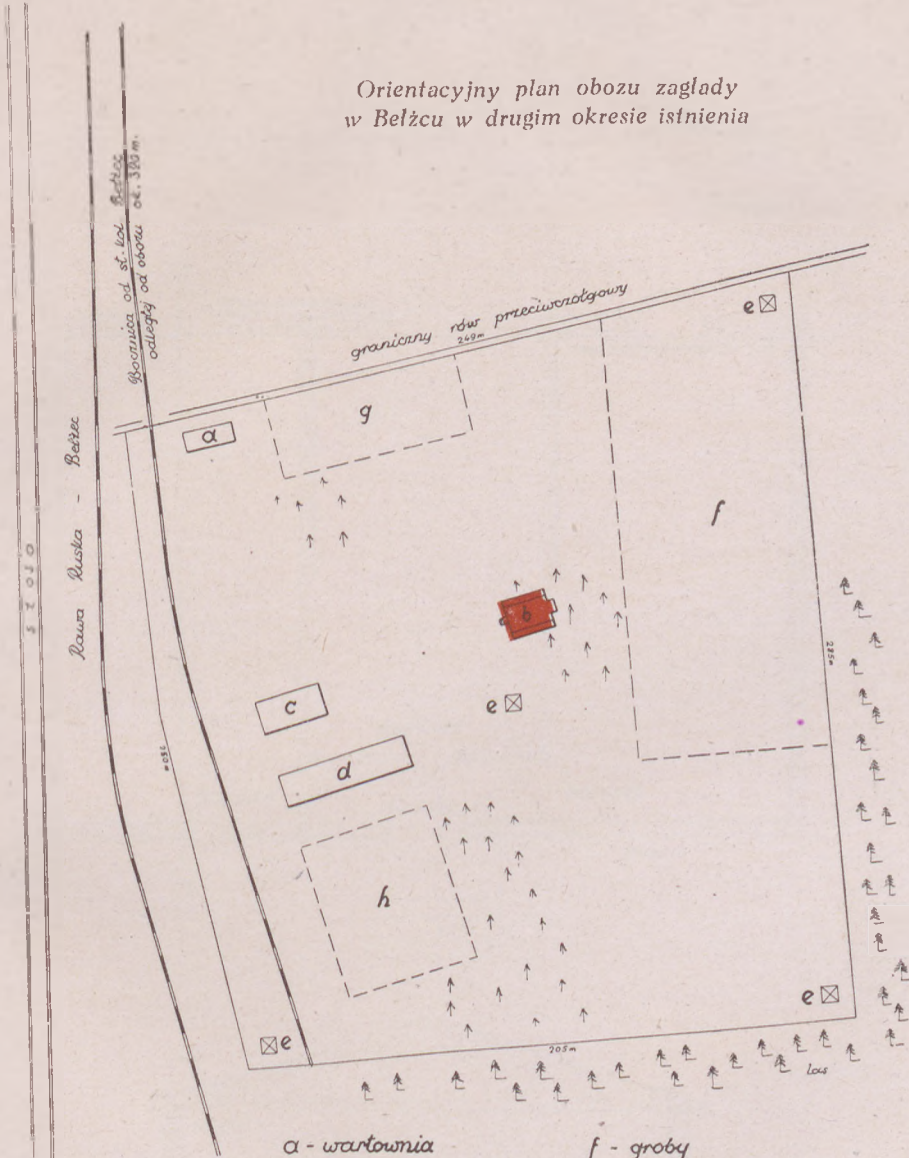 Orientacyjny plan obozu zagłady
w Bełżcu w drugim okresie istnienia
Bocznica od st. kol. Bełżec
odległej od obozu ok. 320 m.
graniczny rów przeciwczołgowy
249m
a
g
e
f
Rawa Ruska - Bełżec
b
c
e
d
h
285m
e
e
205m
las
a - wartownia
f - groby